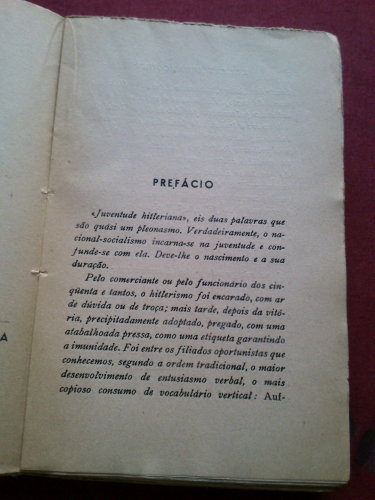 PREFÁCIO
«Juventude hitleriana», eis duas palavras que
são quási um pleonasmo. Verdadeiramente, o na-
cional-socialismo incarna-se na juventude e con-
funde-se com ela. Deve-lhe o nascimento e a sua
duração.
Pelo comerciante ou pelo funcionário dos cin-
qüenta e tantos, o hitlerismo foi encarado, com ar
de dúvida ou de troça; mais tarde, depois da vitó-
ria, precipitadamente adoptado, pregado, com uma
atabalhoada pressa, como uma etiqueta garantindo
a imunidade. Foi entre os filiados oportunistas que
conhecemos, segundo a ordem tradicional, o maior
desenvolvimento de entusiasmo verbal, o mais
copioso consumo de vocabulário vertical: Auf-
A